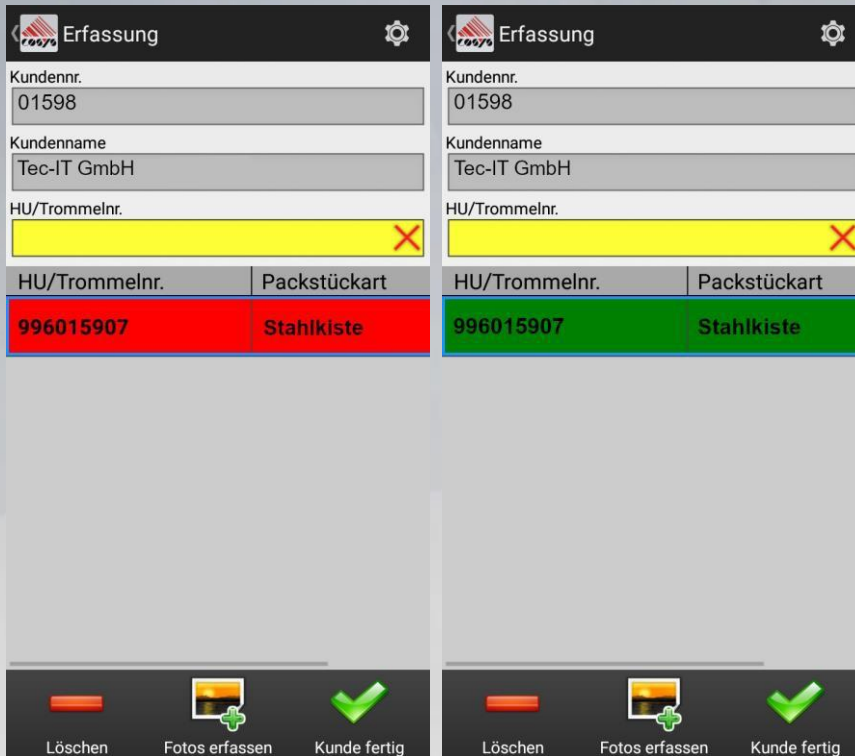 cosys Erfassung
Kundennr.
01598
Kundenname
Tec-IT GmbH
HU/Trommelnr.
HU/Trommelnr. Packstückart
996015907 Stahlkiste
Löschen Fotos erfassen Kunde fertig
cosys Erfassung
Kundennr.
01598
Kundenname
Tec-IT GmbH
HU/Trommelnr.
HU/Trommelnr. Packstückart
996015907 Stahlkiste
Löschen Fotos erfassen Kunde fertig